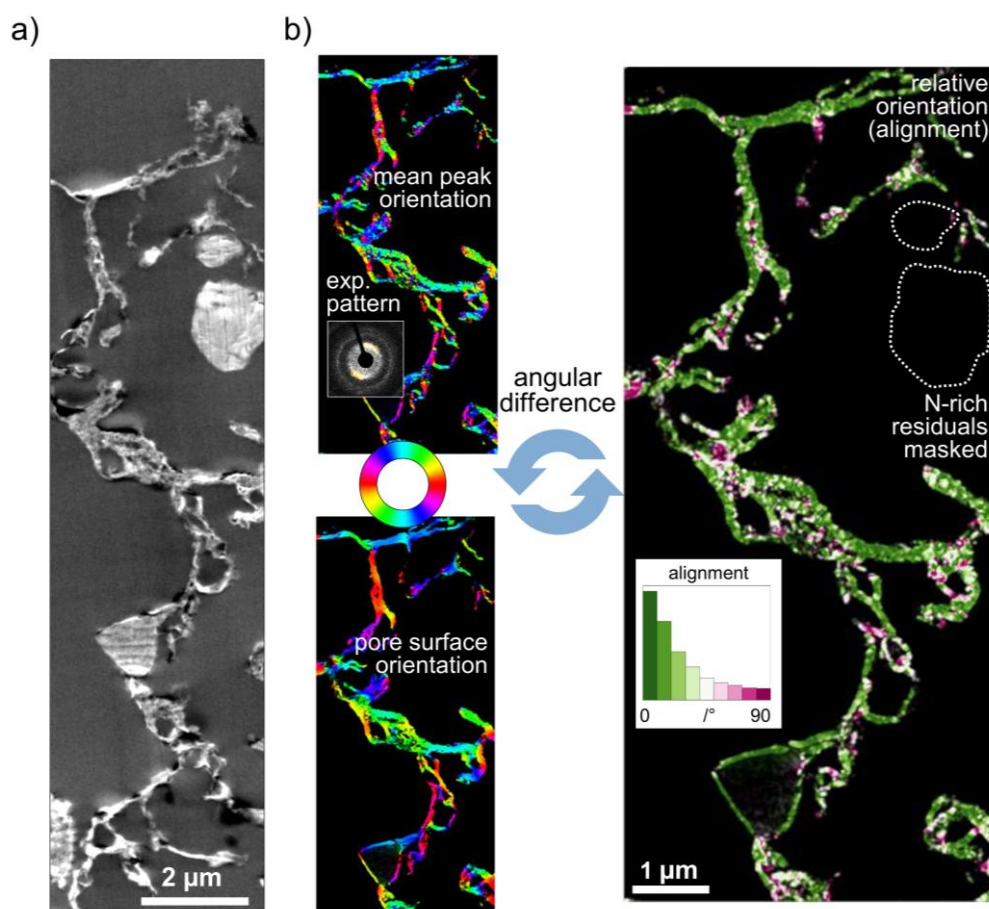 a)
b)
2 µm
mean peak
orientation
exp.
pattern
pore surface
orientation
angular
difference
relative
orientation
(alignment)
N-rich
residuals
masked
alignment
0 /° 90
1 µm